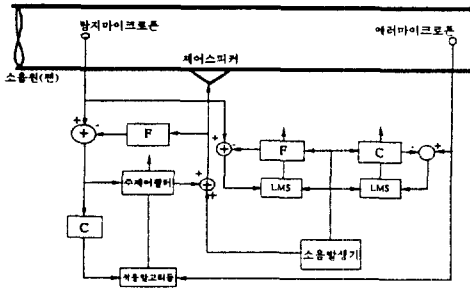 탐지마이크로폰
에러마이크로폰
제어스피커
소음원(팬)
+
-
+
F
+
-
+
F
C
-
+
주제어필터
+
+
+
LMS
LMS
C
소음발생기
적응알고리듬